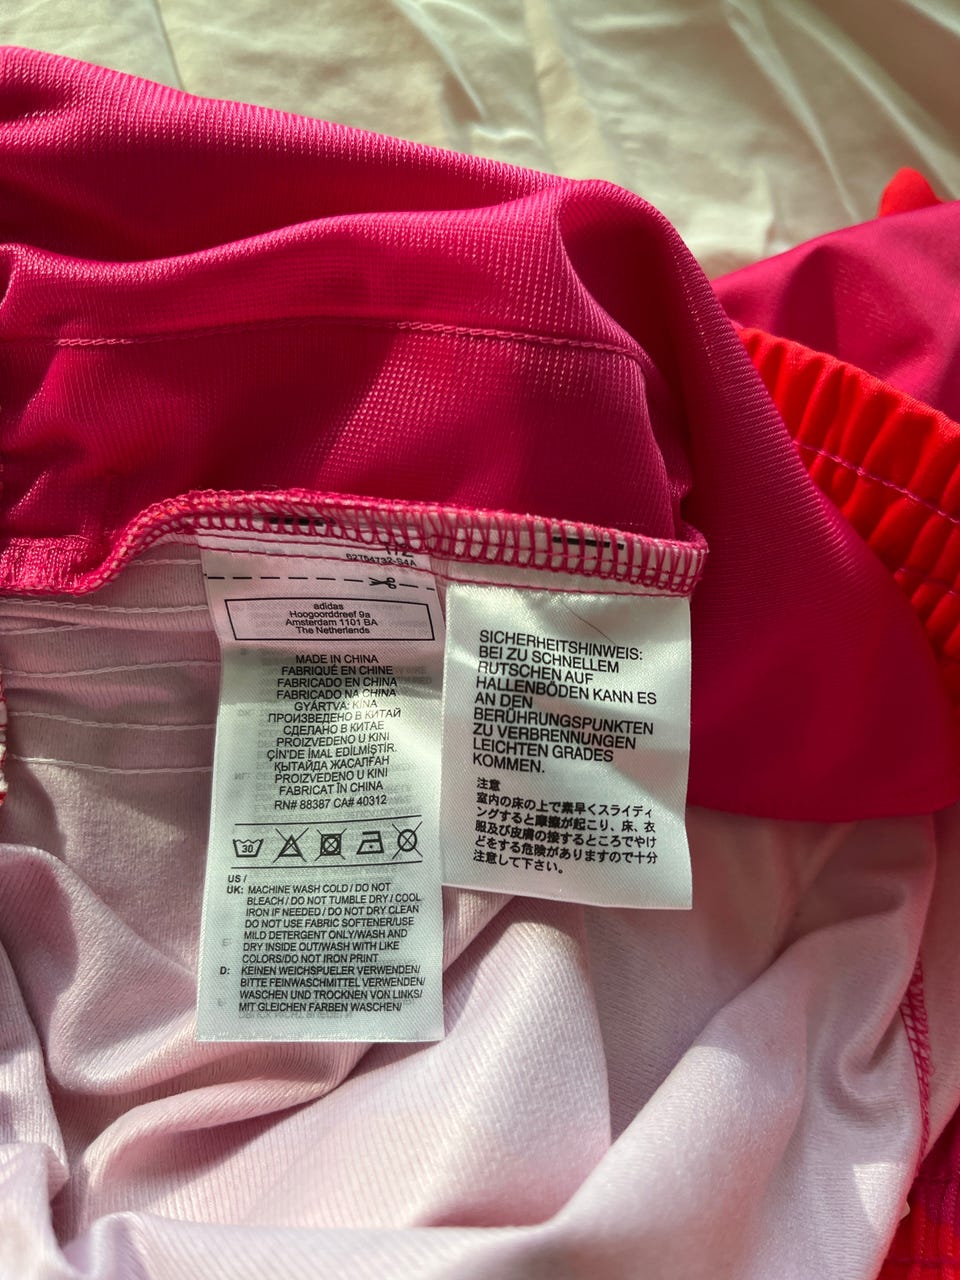 62754732-S4A
adidas
Hoogoorddreef 9a
Amsterdam 1101 BA
The Netherlands
MADE IN CHINA
FABRIQUÉ EN CHINE
FABRICADO EN CHINA
FABRICADO NA CHINA
GYÁRTVA: KÍNA
ПРОИЗВЕДЕНО В КИТАЙ
СДЕЛАНО В КИТАЕ
PROIZVEDENO U KINI
ÇİN'DE İMAL EDİLMİŞTİR.
ҚЫТАЙДА ЖАСАЛҒАН
PROIZVEDENO U KINI
FABRICAT ÎN CHINA
RN# 88387 CA# 40312
30
US /
UK: MACHINE WASH COLD / DO NOT
BLEACH / DO NOT TUMBLE DRY / COOL
IRON IF NEEDED / DO NOT DRY CLEAN
DO NOT USE FABRIC SOFTENER/USE
MILD DETERGENT ONLY/WASH AND
DRY INSIDE OUT/WASH WITH LIKE
COLORS/DO NOT IRON PRINT
D: KEINEN WEICHSPUELER VERWENDEN/
BITTE FEINWASCHMITTEL VERWENDEN/
WASCHEN UND TROCKNEN VON LINKS/
MIT GLEICHEN FARBEN WASCHEN/
SICHERHEITSHINWEIS:
BEI ZU SCHNELLEM
RUTSCHEN AUF
HALLENBÖDEN KANN ES
AN DEN
BERÜHRUNGSPUNKTEN
ZU VERBRENNUNGEN
LEICHTEN GRADES
KOMMEN.
注意
室内の床の上で素早くスライディ
ングすると摩擦が起こり、床、衣
服及び皮膚の接するところでやけ
どをする危険がありますので十分
注意して下さい。